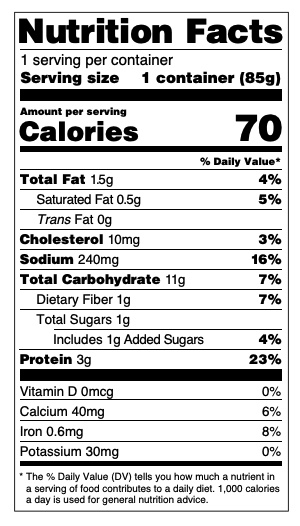 Nutrition Facts
1 serving per container
Serving size 1 container (85g)
Amount per serving
Calories 70
% Daily Value*
Total Fat 1.5g 4%
Saturated Fat 0.5g 5%
Trans Fat 0g
Cholesterol 10mg 3%
Sodium 240mg 16%
Total Carbohydrate 11g 7%
Dietary Fiber 1g 7%
Total Sugars 1g
Includes 1g Added Sugars 4%
Protein 3g 23%
Vitamin D 0mcg 0%
Calcium 40mg 6%
Iron 0.6mg 8%
Potassium 30mg 0%
* The % Daily Value (DV) tells you how much a nutrient in
a serving of food contributes to a daily diet. 1,000 calories
a day is used for general nutrition advice.